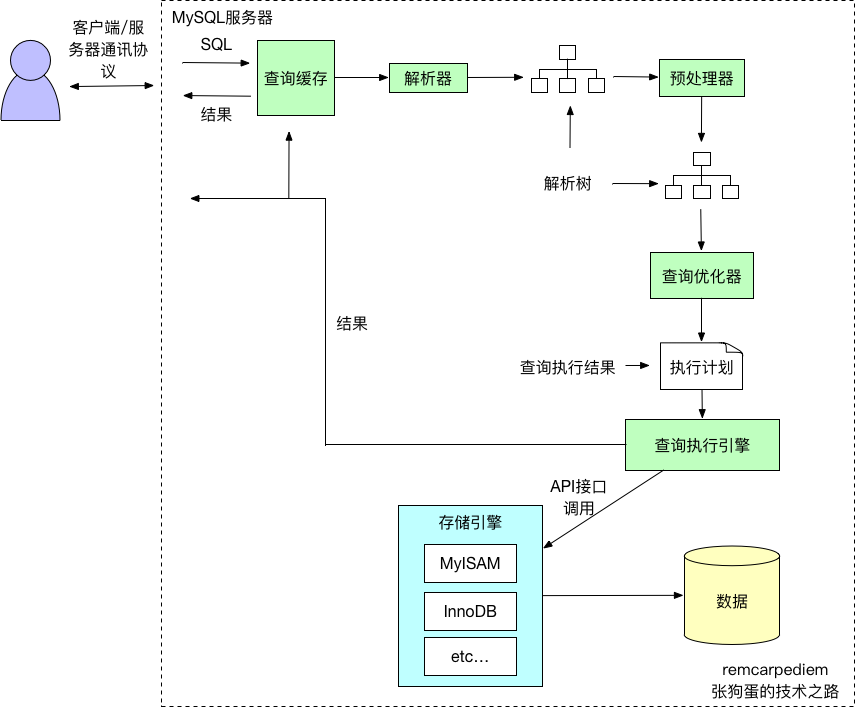 MySQL服务器
客户端/服
务器通讯协
议
SQL
结果
查询缓存
解析器
预处理器
解析树
查询优化器
结果
查询执行结果
执行计划
查询执行引擎
API接口
调用
存储引擎
MyISAM
InnoDB
etc...
数据
remcarpediem
张狗蛋的技术之路